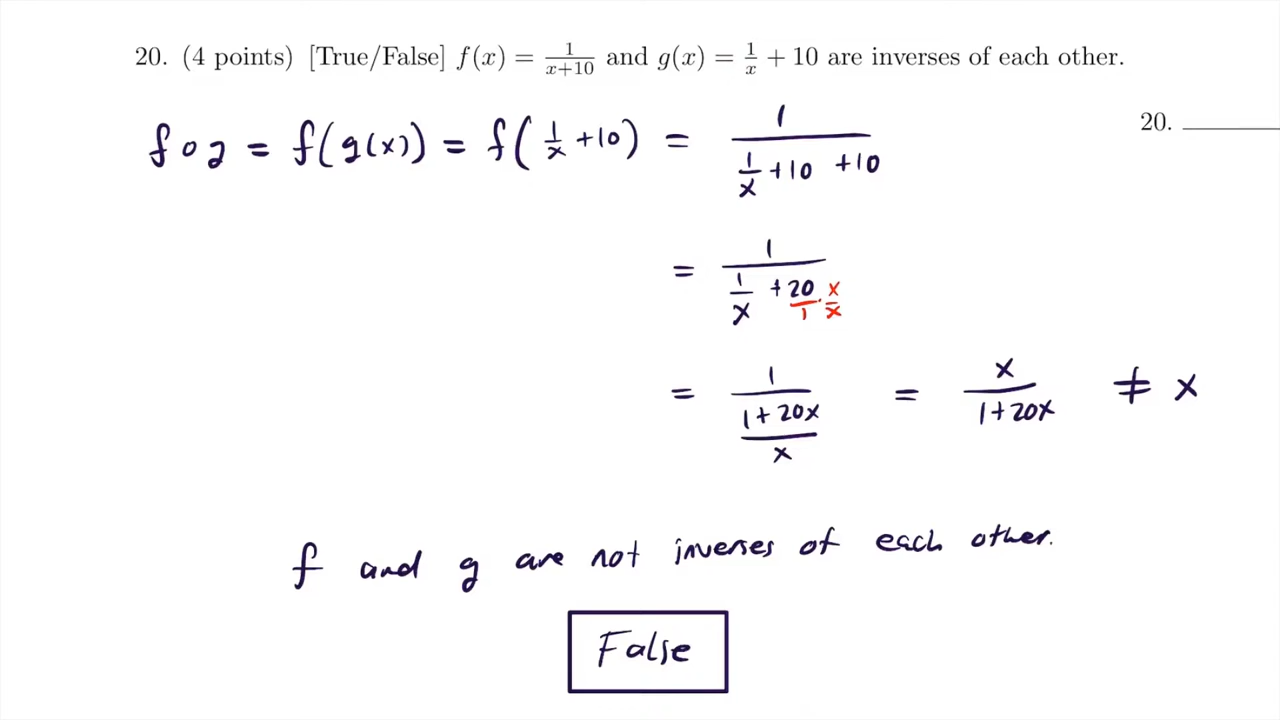 20. (4 points) [True/False] f(x) = 1/(x+10) and g(x) = 1/x + 10 are inverses of each other.
20. ________
f∘g = f(g(x)) = f(1/x +10) = 1/(1/x +10 +10)
= 1/(1/x + 20/1 · x/x)
= 1/((1+20x)/x) = x/(1+20x) ≠ x
f and g are not inverses of each other.
False